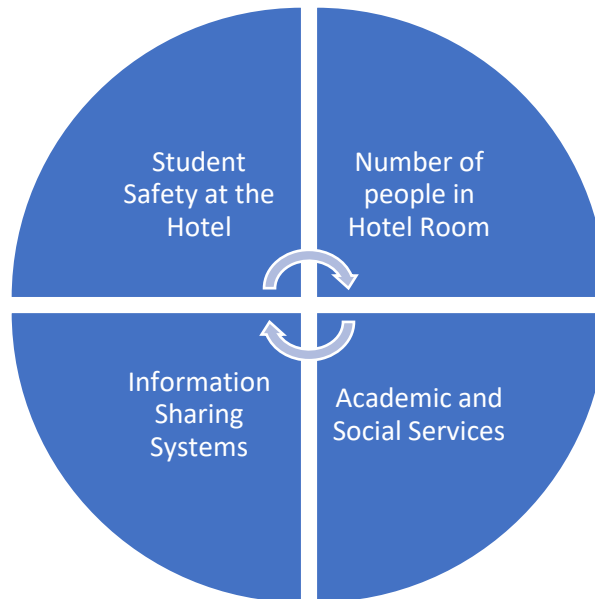 Student
Safety at the
Hotel
Number of
people in
Hotel Room
Information
Sharing
Systems
Academic and
Social Services